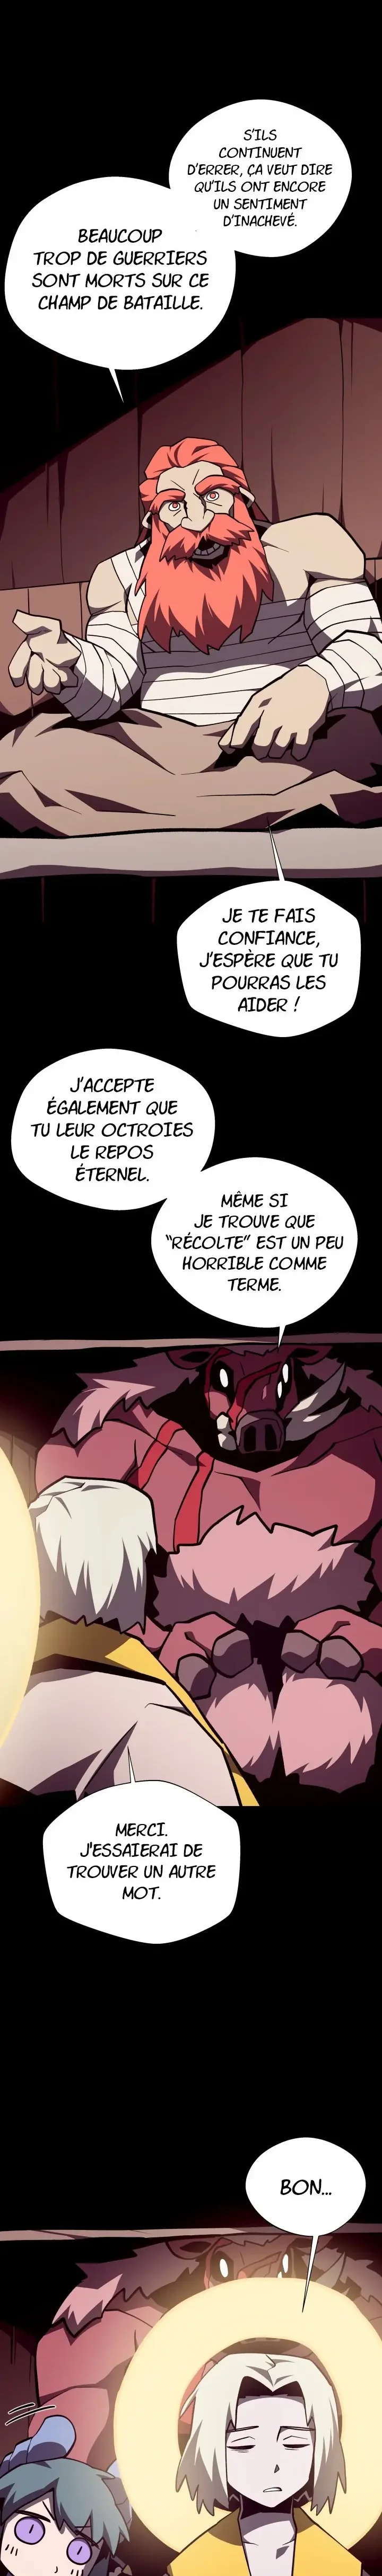 S'ILS
CONTINUENT
D'ERRER, ÇA VEUT DIRE
QU'ILS ONT ENCORE
UN SENTIMENT
D'INACHEVÉ.
BEAUCOUP
TROP DE GUERRIERS
SONT MORTS SUR CE
CHAMP DE BATAILLE.
JE TE FAIS
CONFIANCE,
J'ESPÈRE QUE TU
POURRAS LES
AIDER !
J'ACCEPTE
ÉGALEMENT QUE
TU LEUR OCTROIES
LE REPOS
ÉTERNEL.
MÊME SI
JE TROUVE QUE
"RÉCOLTE" EST UN PEU
HORRIBLE COMME
TERME.
MERCI.
J'ESSAIERAI DE
TROUVER UN AUTRE
MOT.
BON...